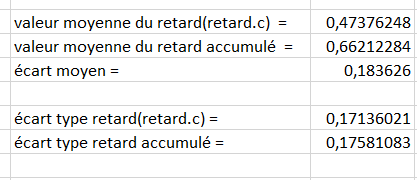 valeur moyenne du retard(retard.c) = 0,47376248
valeur moyenne du retard accumulé = 0,66212284
écart moyen = 0,183626
écart type retard(retard.c) = 0,17136021
écart type retard accumulé = 0,17581083